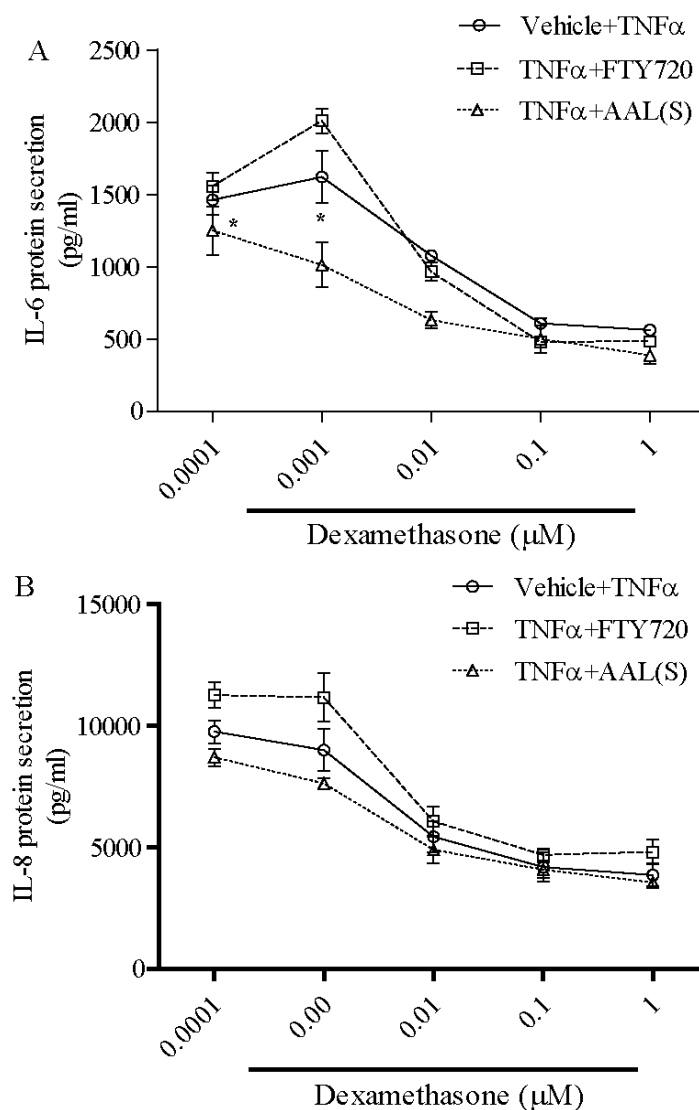 A
Vehicle+TNFα
TNFα+FTY720
TNFα+AAL(S)
IL-6 protein secretion
(pg/ml)
2500
2000
1500
1000
500
0
*
*
0.0001
0.001
0.01
0.1
1
Dexamethasone (μM)
B
Vehicle+TNFα
TNFα+FTY720
TNFα+AAL(S)
IL-8 protein secretion
(pg/ml)
15000
10000
5000
0
0.0001
0.00
0.01
0.1
1
Dexamethasone (μM)